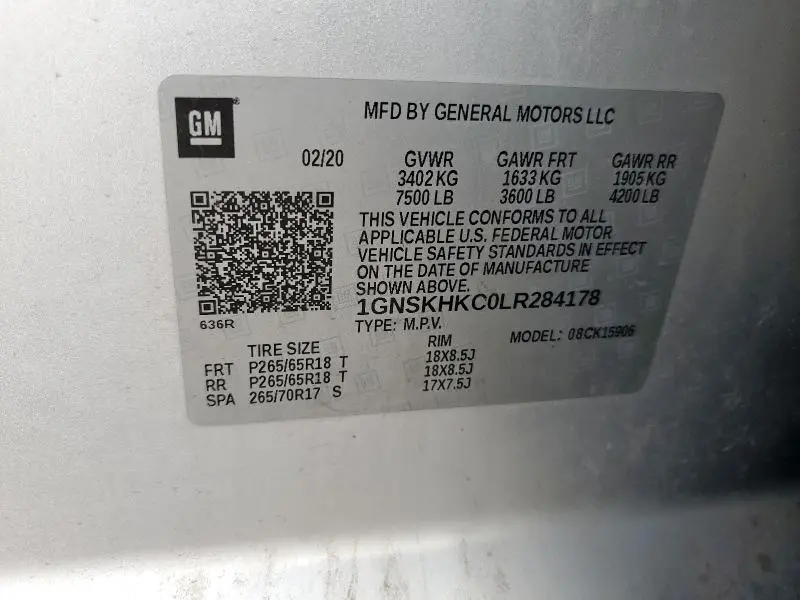 GM
MFD BY GENERAL MOTORS LLC
02/20 GVWR GAWR FRT GAWR RR
3402 KG 1633 KG 1905 KG
7500 LB 3600 LB 4200 LB
THIS VEHICLE CONFORMS TO ALL
APPLICABLE U.S. FEDERAL MOTOR
VEHICLE SAFETY STANDARDS IN EFFECT
ON THE DATE OF MANUFACTURE
SHOWN ABOVE.
1GNSKHKC0LR284178
636R TYPE: M.P.V. MODEL: 08CK15906
TIRE SIZE RIM
FRT P265/65R18 T 18X8.5J
RR P265/65R18 T 18X8.5J
SPA 265/70R17 S 17X7.5J